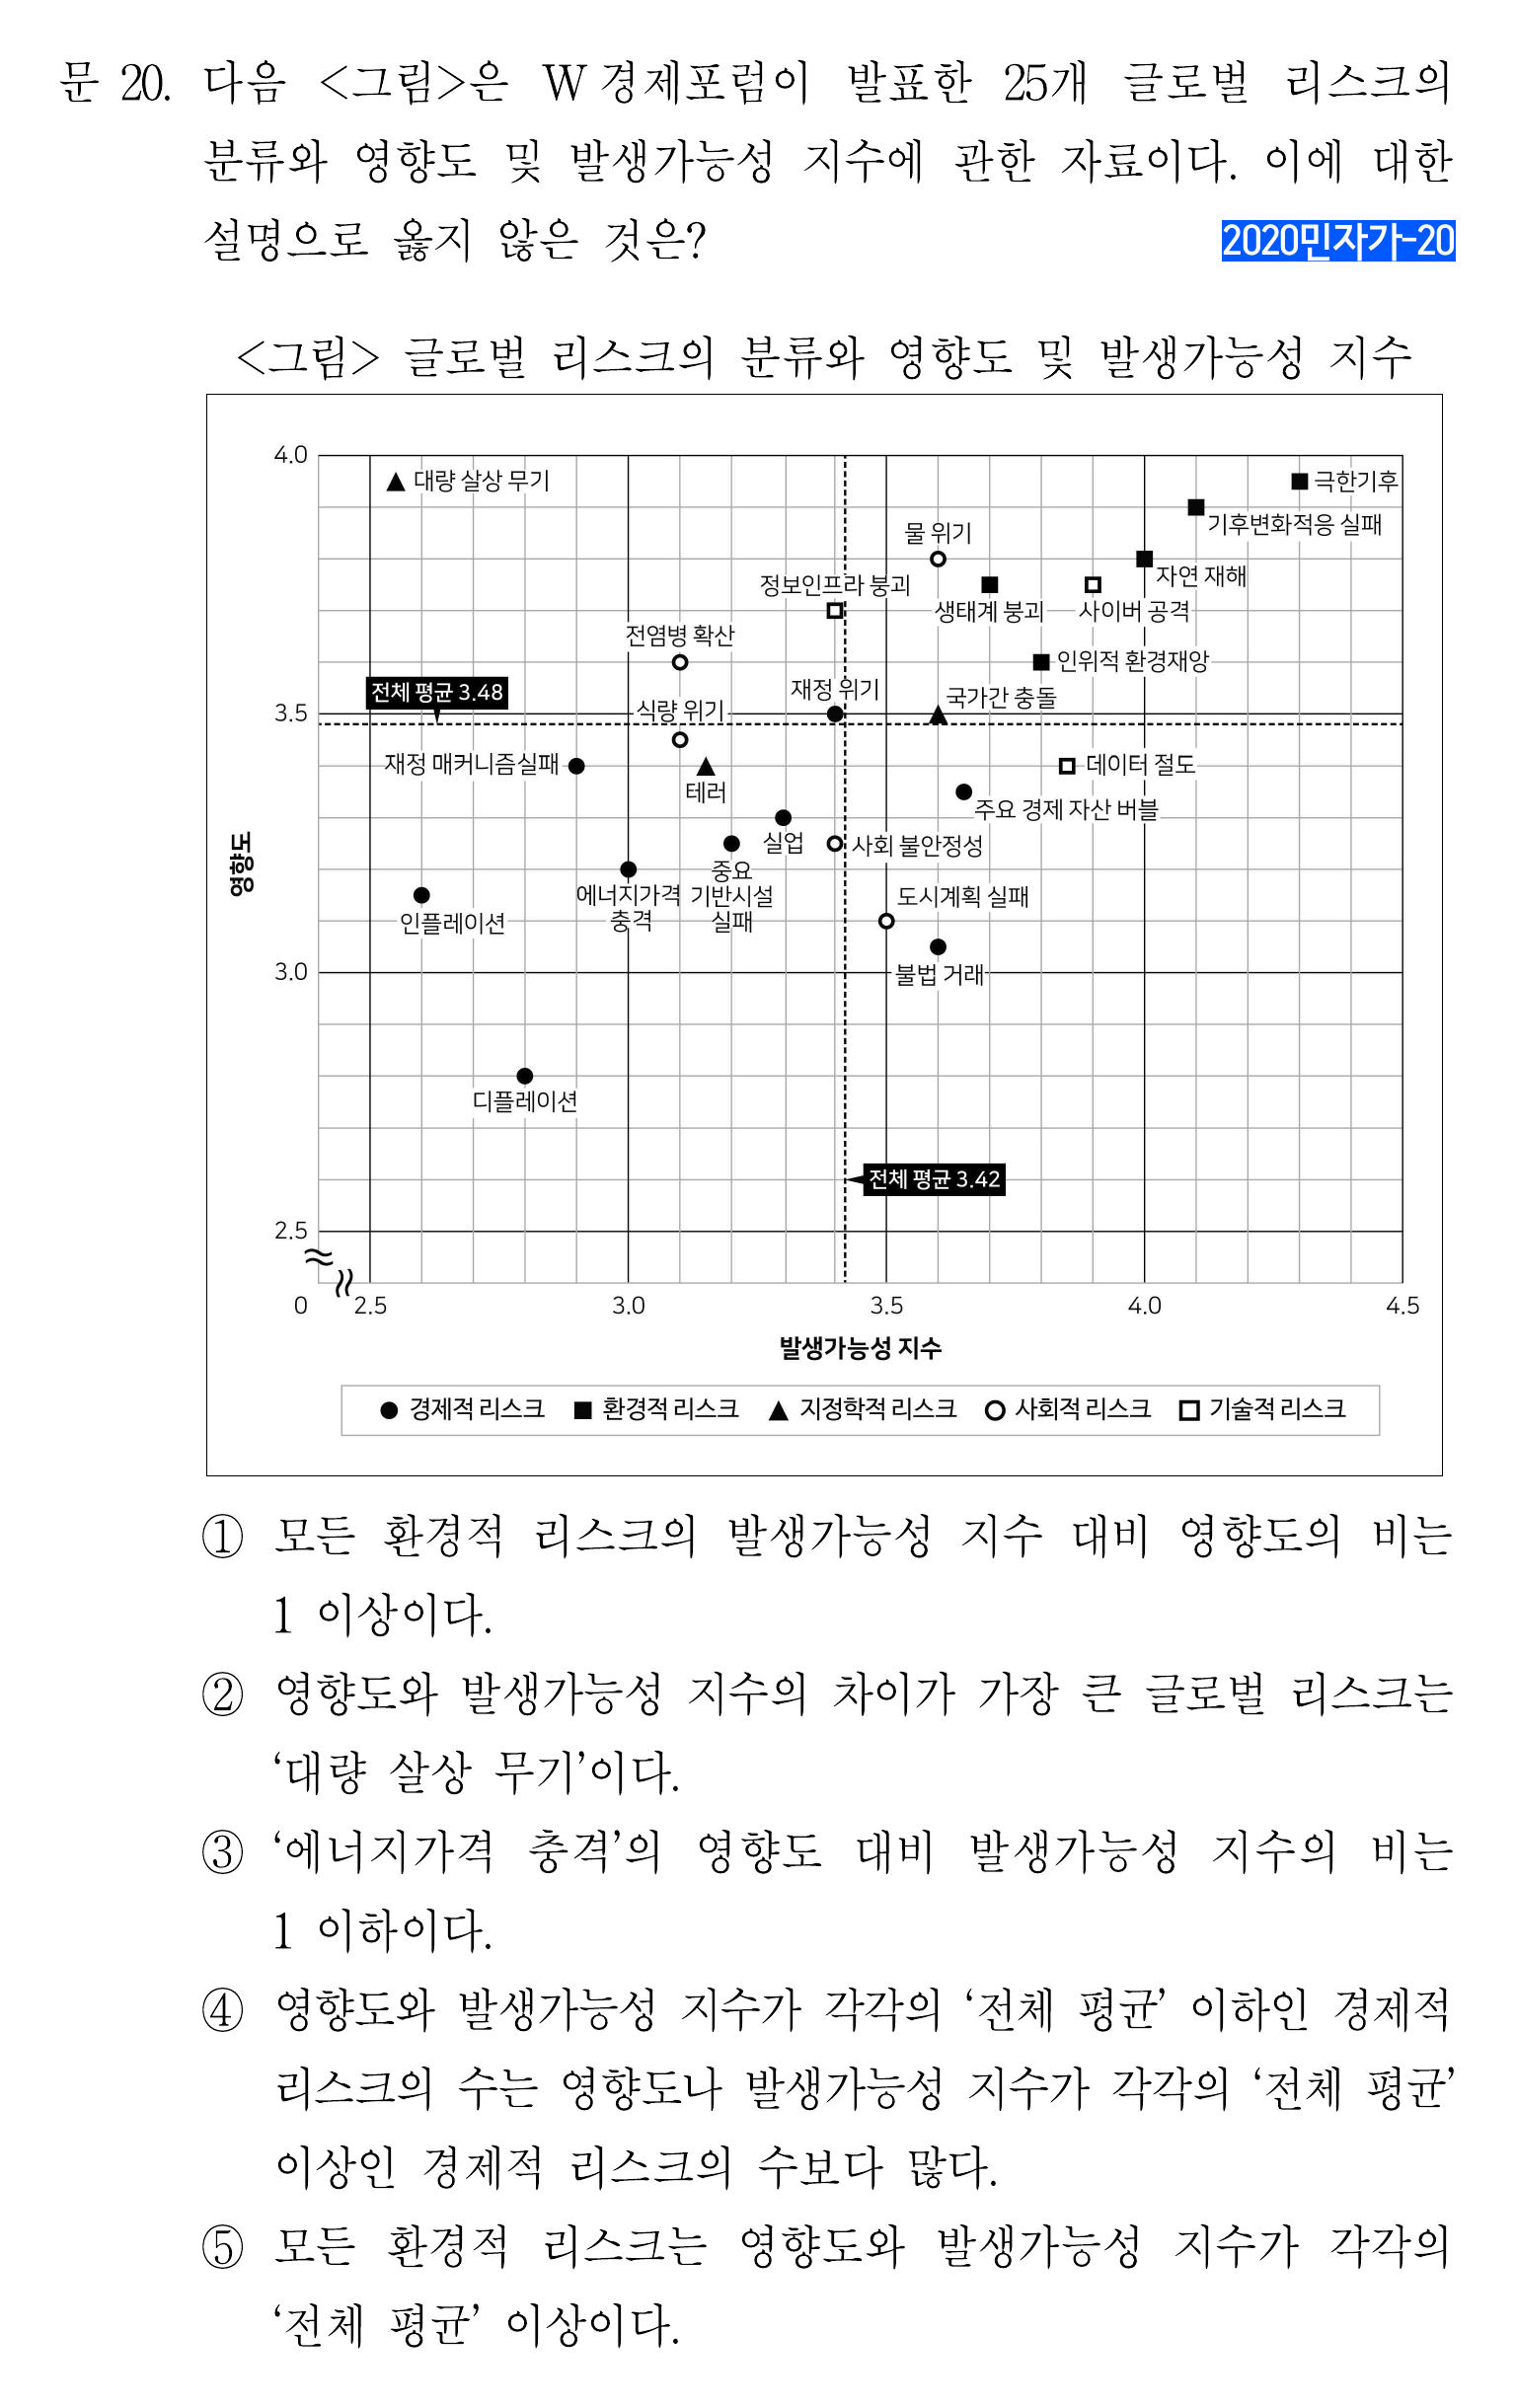 문 20. 다음 <그림>은 W경제포럼이 발표한 25개 글로벌 리스크의
분류와 영향도 및 발생가능성 지수에 관한 자료이다. 이에 대한
설명으로 옳지 않은 것은?
2020민자가-20
<그림> 글로벌 리스크의 분류와 영향도 및 발생가능성 지수
4.0
대량 살상 무기
극한기후
기후변화적응 실패
물 위기
자연 재해
정보인프라 붕괴
생태계 붕괴
사이버 공격
전염병 확산
인위적 환경재앙
전체 평균 3.48
재정 위기
국가간 충돌
식량 위기
3.5
재정 매커니즘실패
데이터 절도
테러
주요 경제 자산 버블
실업
사회 불안정성
영향도
중요
기반시설
실패
에너지가격
충격
도시계획 실패
인플레이션
3.0
불법 거래
디플레이션
전체 평균 3.42
2.5
0
2.5
3.0
3.5
4.0
4.5
발생가능성 지수
경제적 리스크
환경적 리스크
지정학적 리스크
사회적 리스크
기술적 리스크
① 모든 환경적 리스크의 발생가능성 지수 대비 영향도의 비는
1 이상이다.
② 영향도와 발생가능성 지수의 차이가 가장 큰 글로벌 리스크는
‘대량 살상 무기’이다.
③ ‘에너지가격 충격’의 영향도 대비 발생가능성 지수의 비는
1 이하이다.
④ 영향도와 발생가능성 지수가 각각의 ‘전체 평균’ 이하인 경제적
리스크의 수는 영향도나 발생가능성 지수가 각각의 ‘전체 평균’
이상인 경제적 리스크의 수보다 많다.
⑤ 모든 환경적 리스크는 영향도와 발생가능성 지수가 각각의
‘전체 평균’ 이상이다.